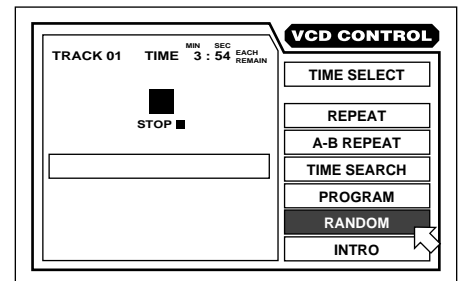 VCD CONTROL
TRACK 01 TIME MIN 3 : SEC 54 EACH REMAIN
STOP
TIME SELECT
REPEAT
A-B REPEAT
TIME SEARCH
PROGRAM
RANDOM
INTRO